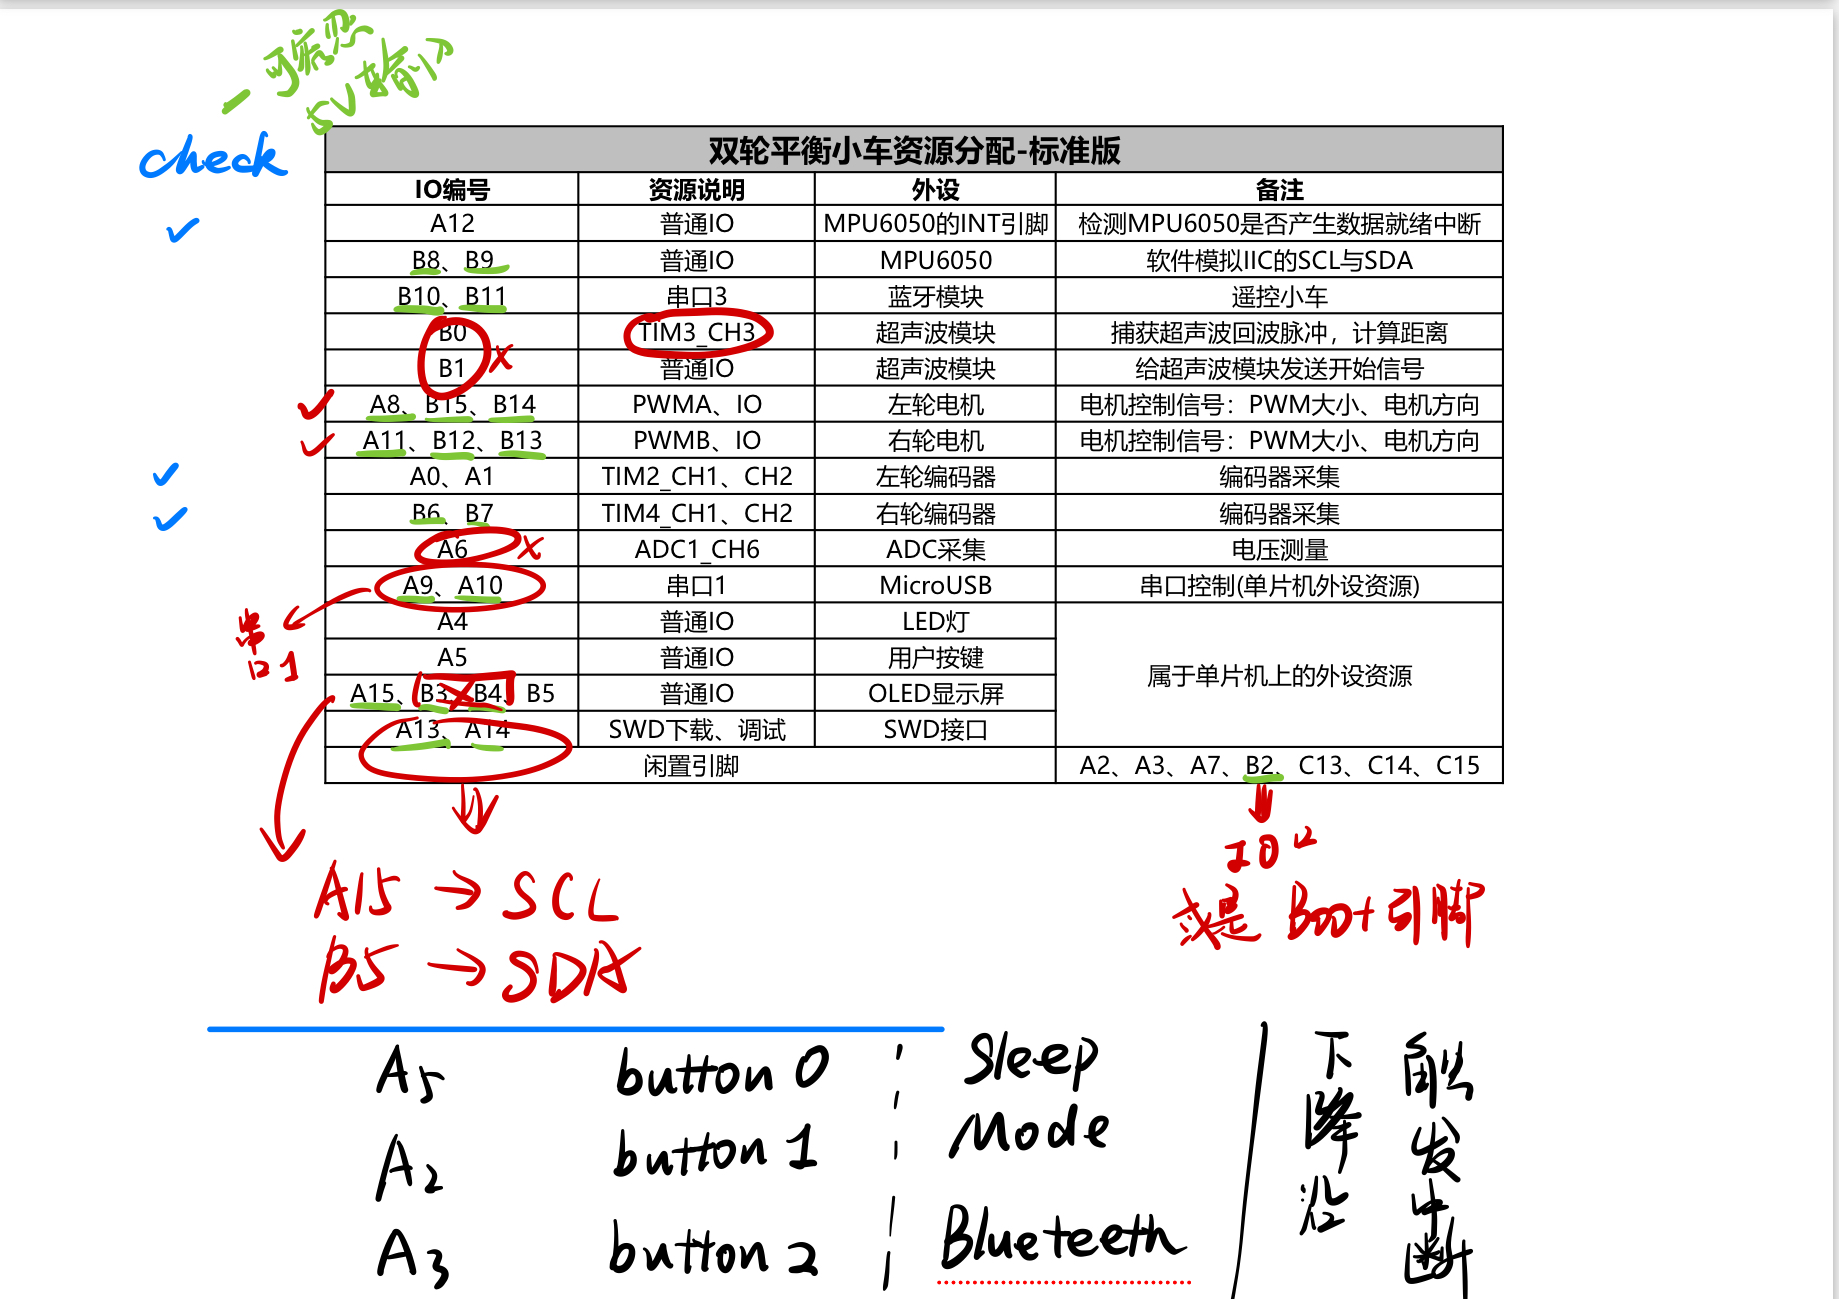 一 可容忍
5V输入
check
双轮平衡小车资源分配-标准版
IO编号 资源说明 外设 备注
A12 普通IO MPU6050的INT引脚 检测MPU6050是否产生数据就绪中断
B8、B9 普通IO MPU6050 软件模拟IIC的SCL与SDA
B10、B11 串口3 蓝牙模块 遥控小车
B0 TIM3_CH3 超声波模块 捕获超声波回波脉冲，计算距离
B1 普通IO 超声波模块 给超声波模块发送开始信号
A8、B15、B14 PWMA、IO 左轮电机 电机控制信号：PWM大小、电机方向
A11、B12、B13 PWMB、IO 右轮电机 电机控制信号：PWM大小、电机方向
A0、A1 TIM2_CH1、CH2 左轮编码器 编码器采集
B6、B7 TIM4_CH1、CH2 右轮编码器 编码器采集
A6 ADC1_CH6 ADC采集 电压测量
A9、A10 串口1 MicroUSB 串口控制(单片机外设资源)
串口1
A4 普通IO LED灯
A5 普通IO 用户按键
属于单片机上的外设资源
A15、B3、B4、B5 普通IO OLED显示屏
A13、A14 SWD下载、调试 SWD接口
闲置引脚 A2、A3、A7、B2、C13、C14、C15
IO口
或是 Boot引脚
A15 → SCL
B5 → SDA
A5 button 0 Sleep
A2 button 1 Mode
A3 button 2 Blueteeth
下降沿
触发中断